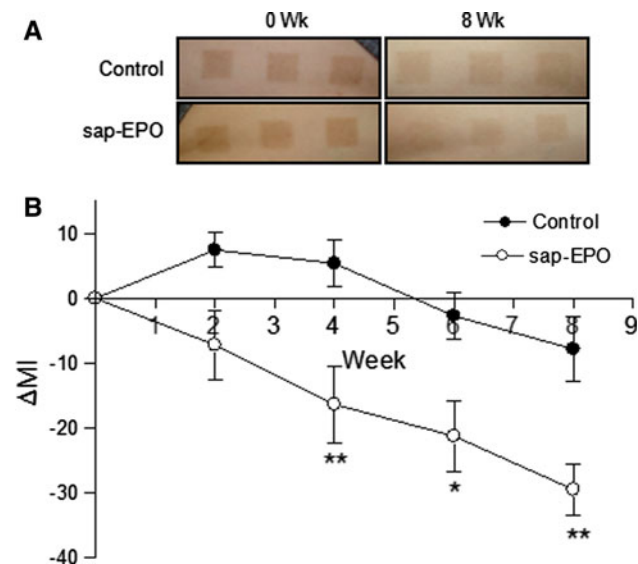 A
0 Wk 8 Wk
Control
sap-EPO
B
Control
sap-EPO
10
0
-10
-20
-30
-40
ΔMI
1 2 3 4 5 6 7 8 9
Week
** * **